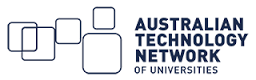 AUSTRALIAN
TECHNOLOGY
NETWORK
OF UNIVERSITIES